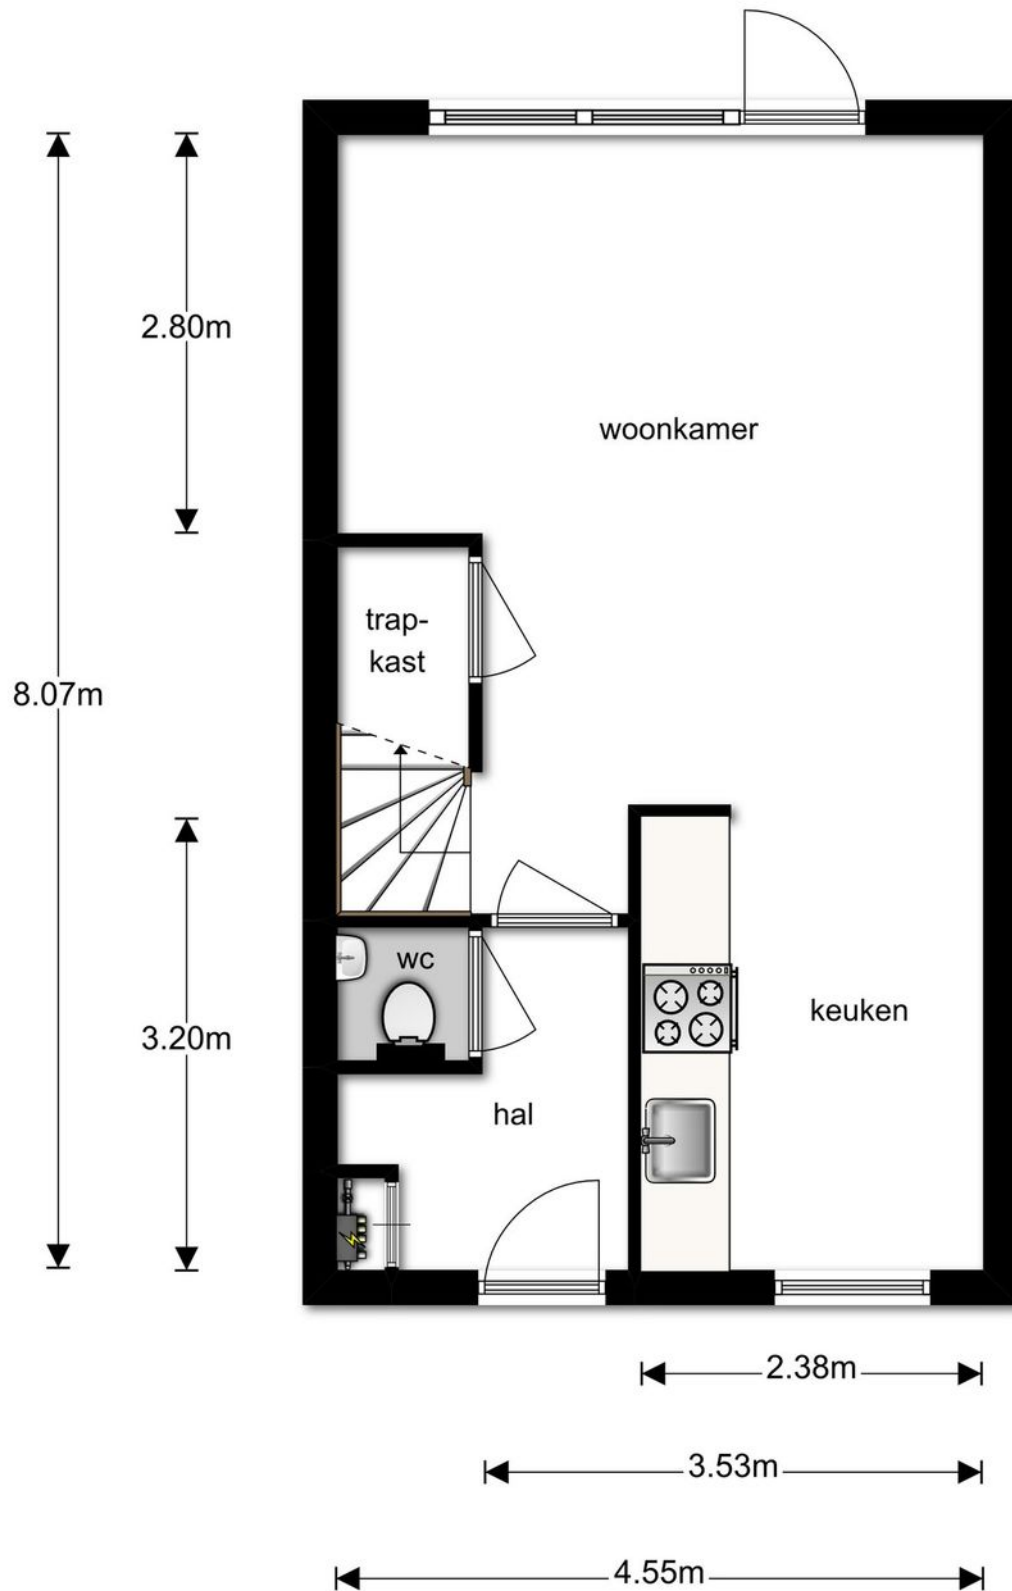 2.80m
woonkamer
trap-
kast
8.07m
wc
keuken
3.20m
hal
2.38m
3.53m
4.55m